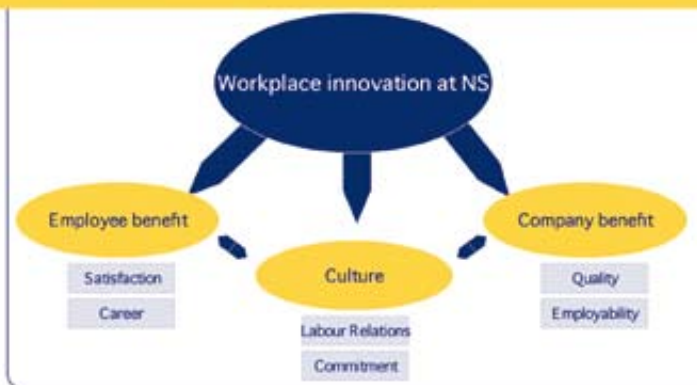 Workplace innovation at NS
Employee benefit
Company benefit
Culture
Satisfaction
Career
Quality
Employability
Labour Relations
Commitment